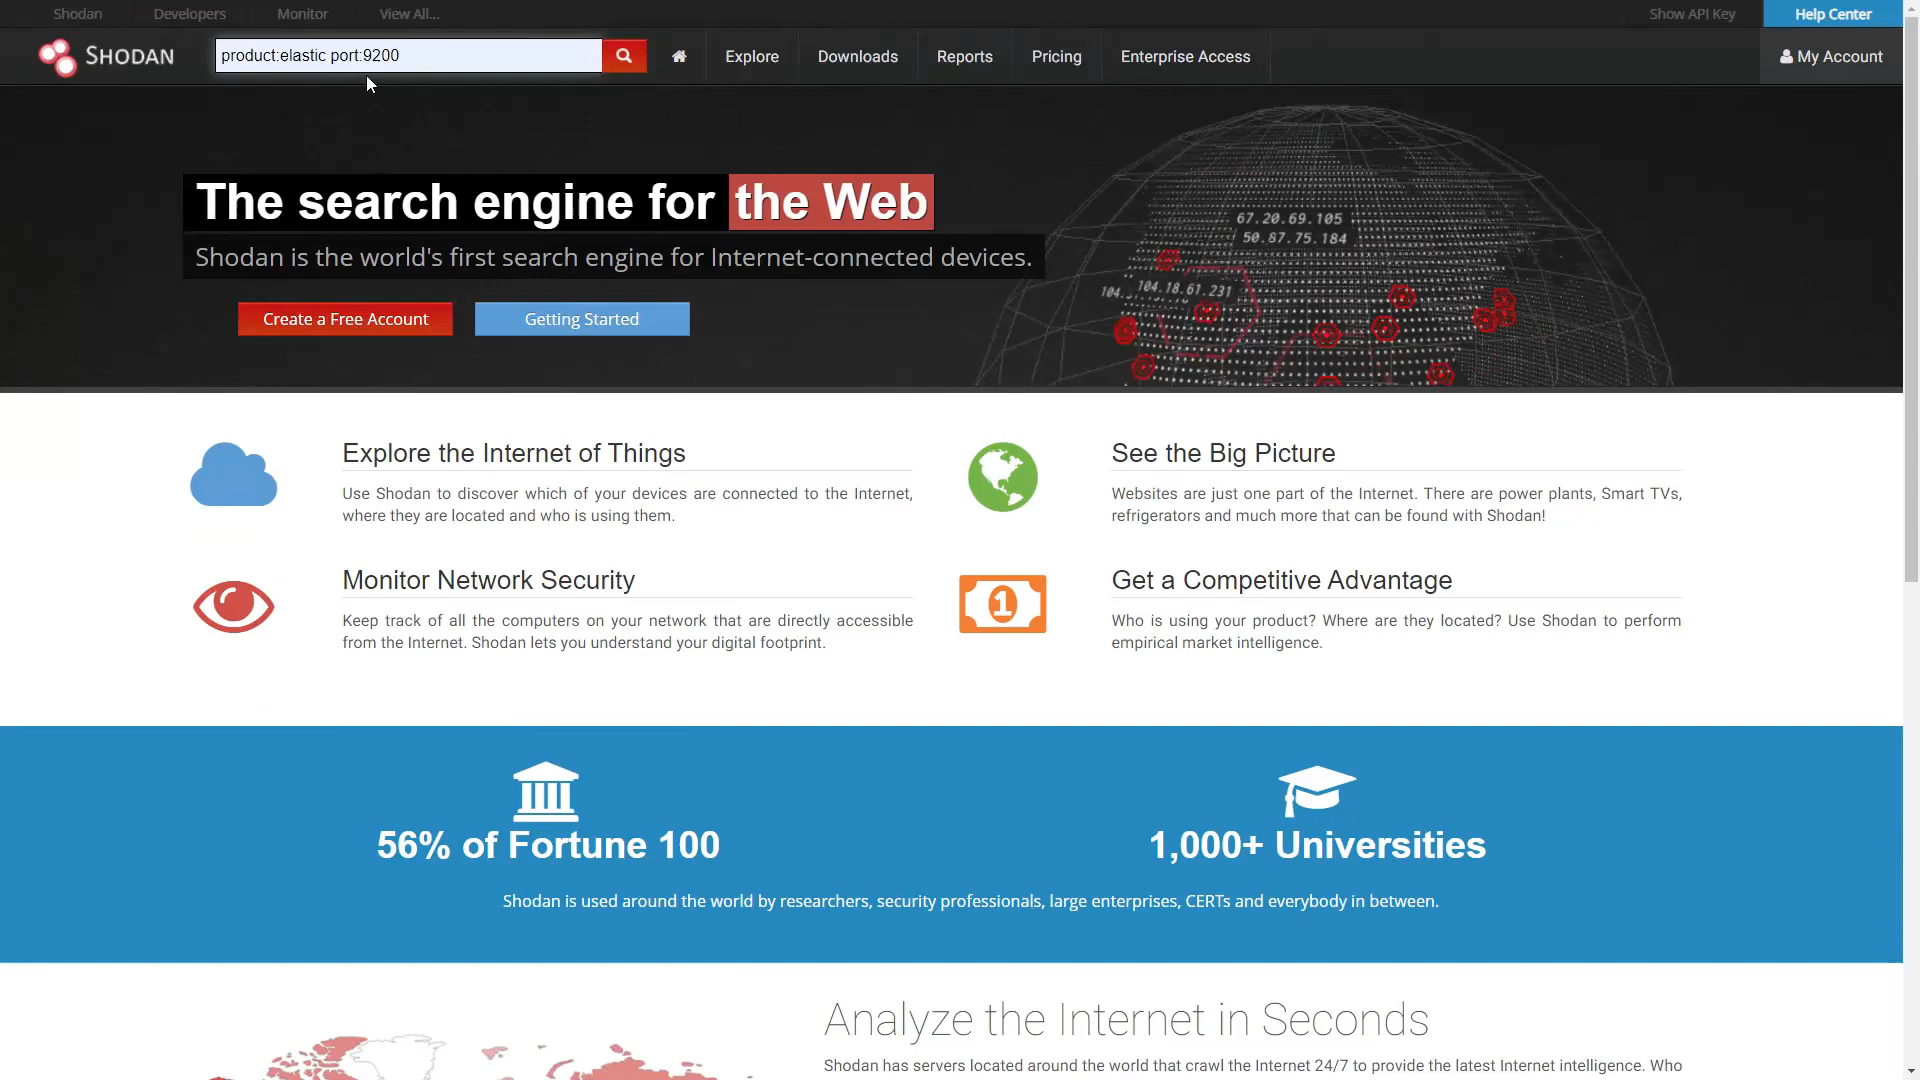 Shodan Developers Monitor View All... Show API Key Help Center
SHODAN product:elastic port:9200 Explore Downloads Reports Pricing Enterprise Access My Account
The search engine for the Web
Shodan is the world's first search engine for Internet-connected devices.
Create a Free Account Getting Started
67.20.69.105
50.87.75.184
104. 104.18.61.231
Explore the Internet of Things
Use Shodan to discover which of your devices are connected to the Internet,
where they are located and who is using them.
See the Big Picture
Websites are just one part of the Internet. There are power plants, Smart TVs,
refrigerators and much more that can be found with Shodan!
Monitor Network Security
Keep track of all the computers on your network that are directly accessible
from the Internet. Shodan lets you understand your digital footprint.
1
Get a Competitive Advantage
Who is using your product? Where are they located? Use Shodan to perform
empirical market intelligence.
56% of Fortune 100
1,000+ Universities
Shodan is used around the world by researchers, security professionals, large enterprises, CERTs and everybody in between.
Analyze the Internet in Seconds
Shodan has servers located around the world that crawl the Internet 24/7 to provide the latest Internet intelligence. Who